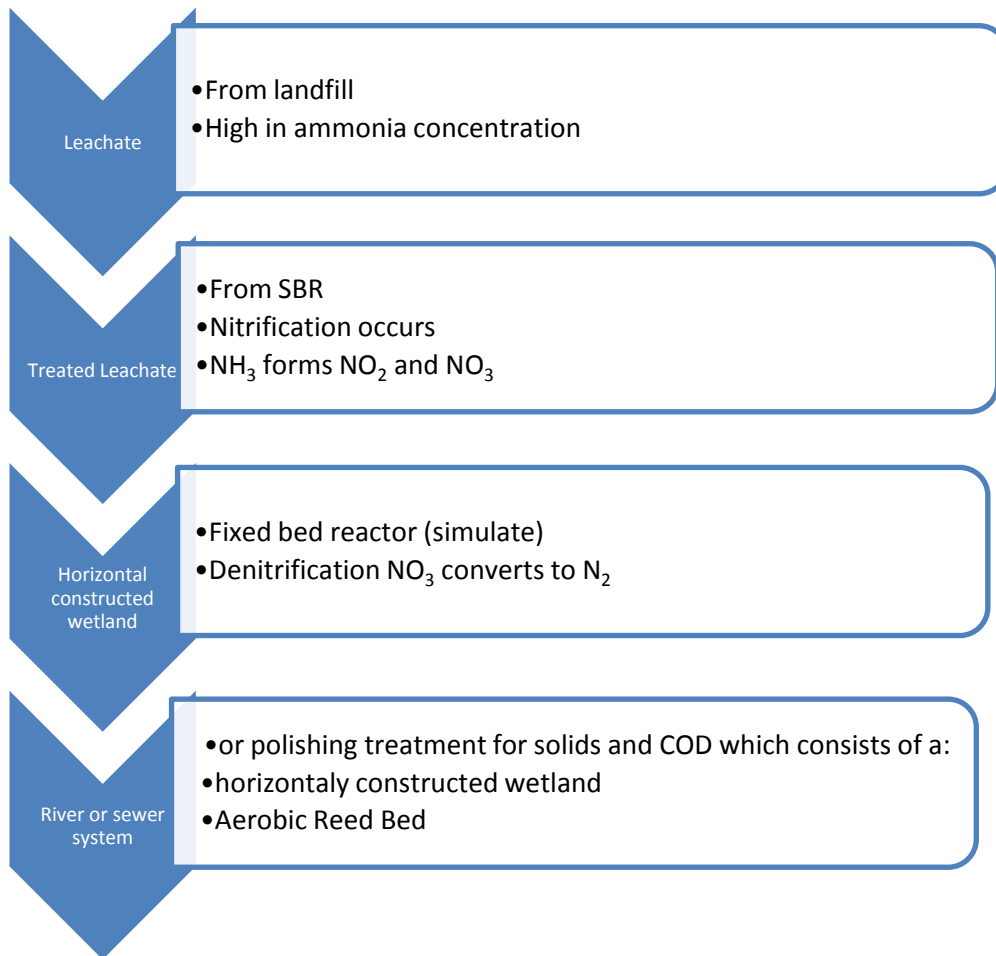 Leachate
•From landfill
•High in ammonia concentration
Treated Leachate
•From SBR
•Nitrification occurs
•NH₃ forms NO₂ and NO₃
Horizontal
constructed
wetland
•Fixed bed reactor (simulate)
•Denitrification NO₃ converts to N₂
River or sewer
system
•or polishing treatment for solids and COD which consists of a:
•horizontaly constructed wetland
•Aerobic Reed Bed